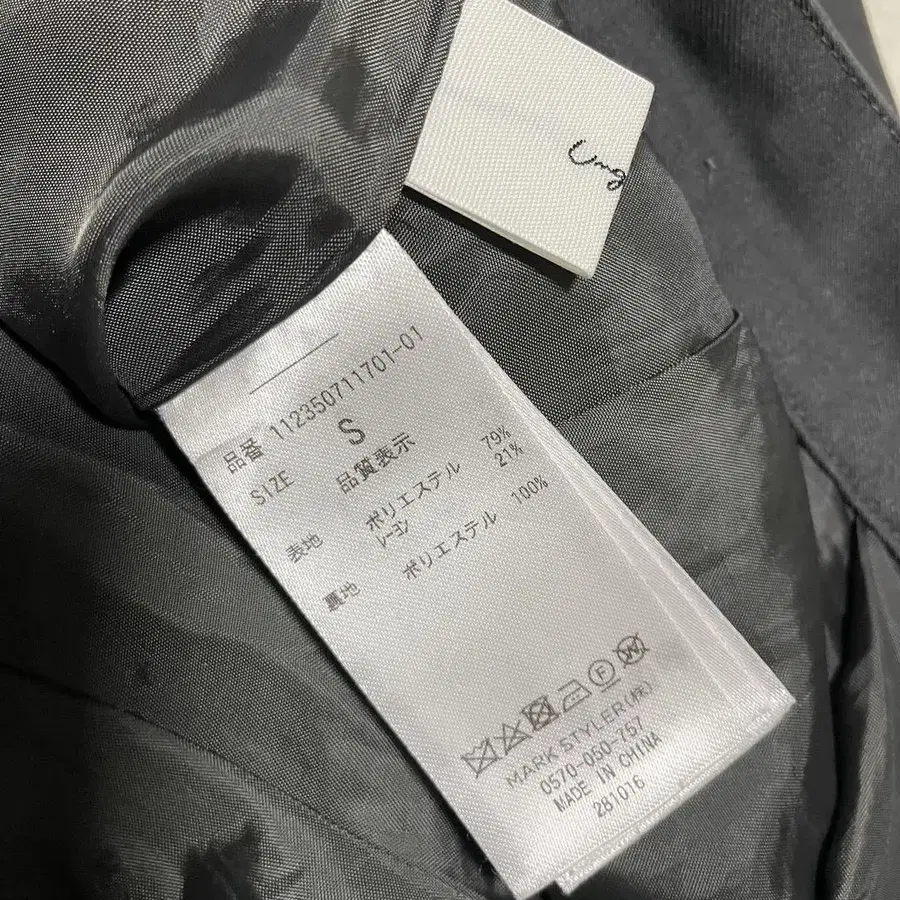 Ung
品番 112350711701-01
SIZE S
品質表示
表地 ポリエステル 79%
レーヨン 21%
裏地 ポリエステル 100%
F
W
MARK STYLER(株)
0570-050-757
MADE IN CHINA
281016